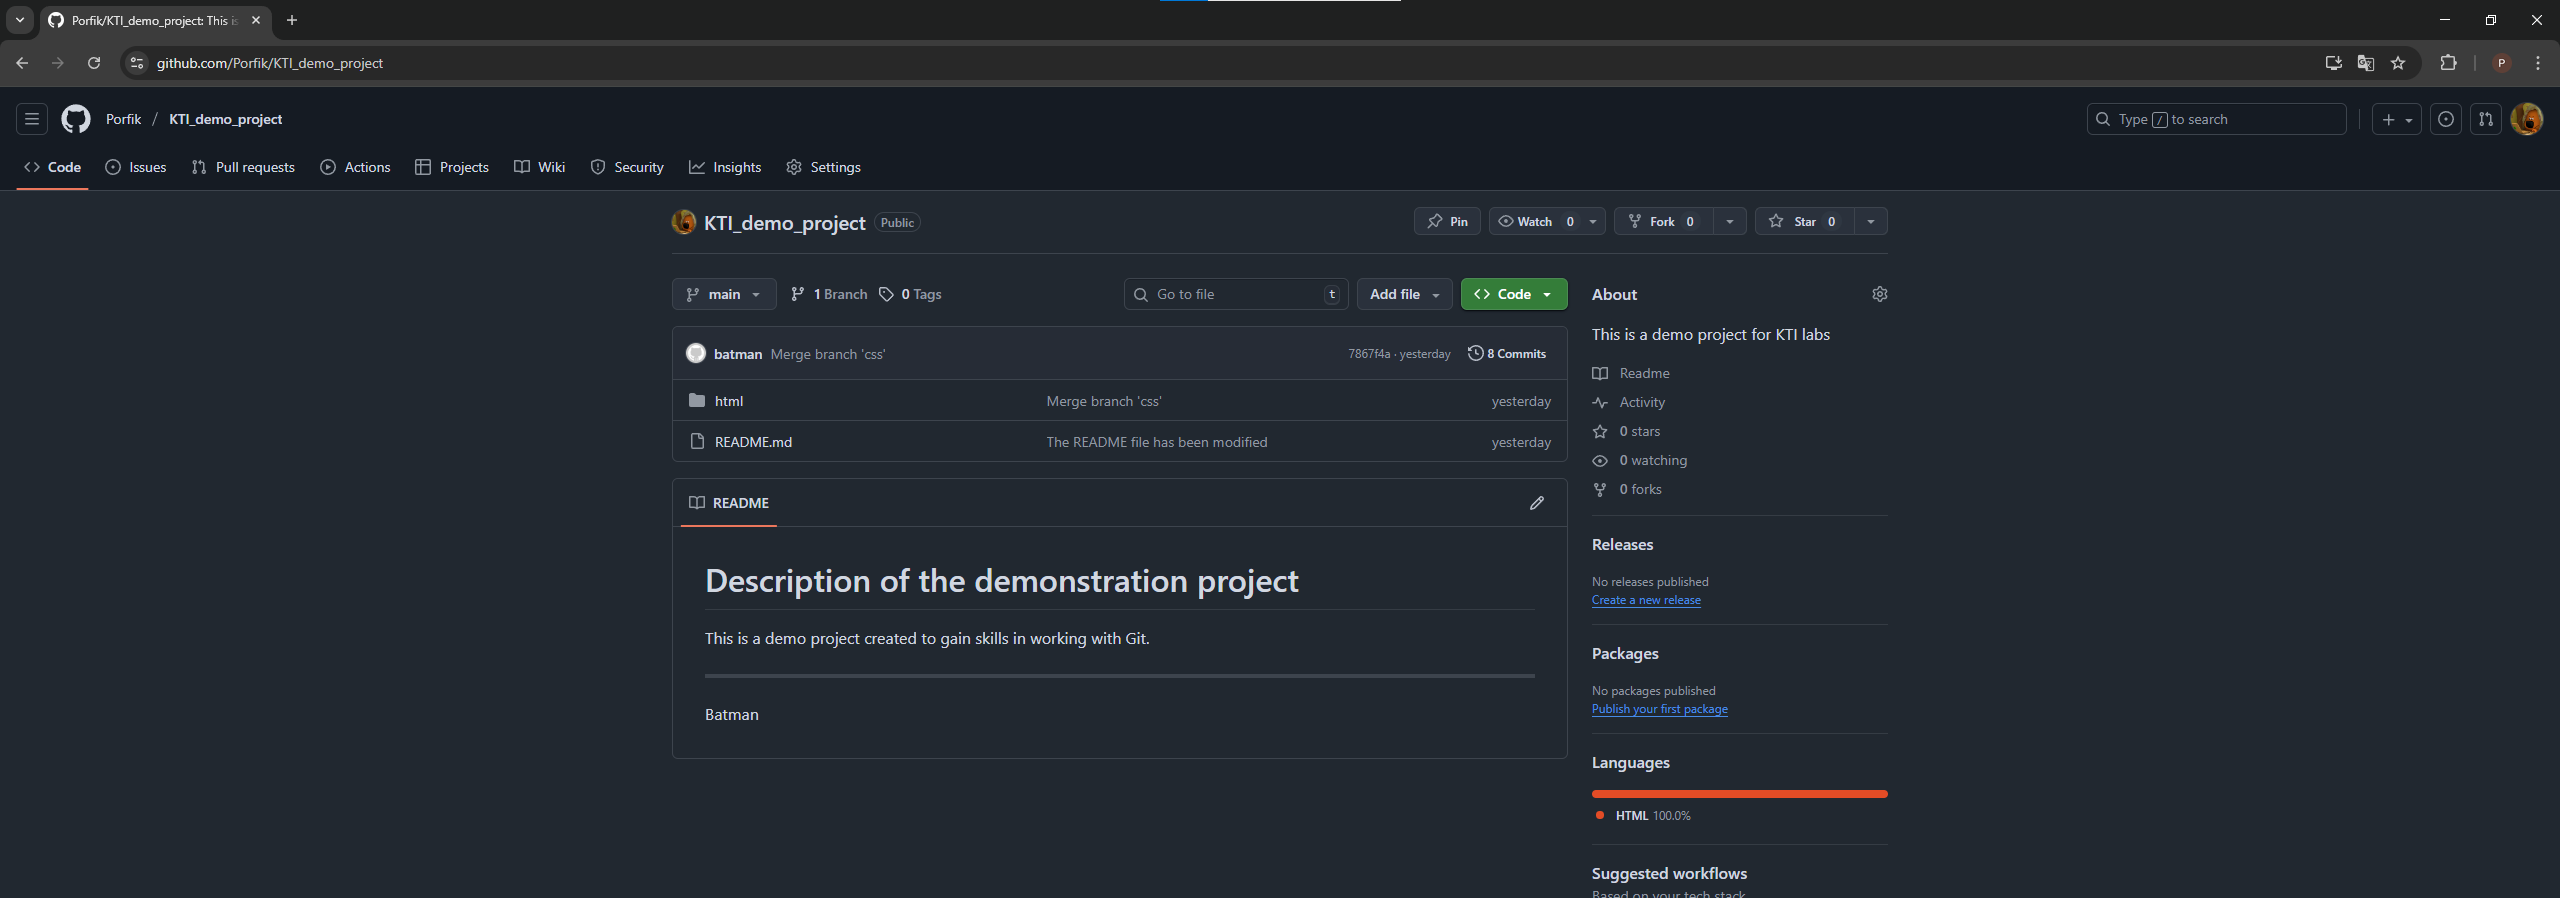 Porfik/KTI_demo_project: This is
github.com/Porfik/KTI_demo_project
P
Porfik / KTI_demo_project
Type / to search
Code Issues Pull requests Actions Projects Wiki Security Insights Settings
KTI_demo_project Public
Pin Watch 0 Fork 0 Star 0
main 1 Branch 0 Tags Go to file t Add file Code
batman Merge branch 'css' 7867f4a · yesterday 8 Commits
html Merge branch 'css' yesterday
README.md The README file has been modified yesterday
README
Description of the demonstration project
This is a demo project created to gain skills in working with Git.
Batman
About
This is a demo project for KTI labs
Readme
Activity
0 stars
0 watching
0 forks
Releases
No releases published
Create a new release
Packages
No packages published
Publish your first package
Languages
HTML 100.0%
Suggested workflows
Based on your tech stack